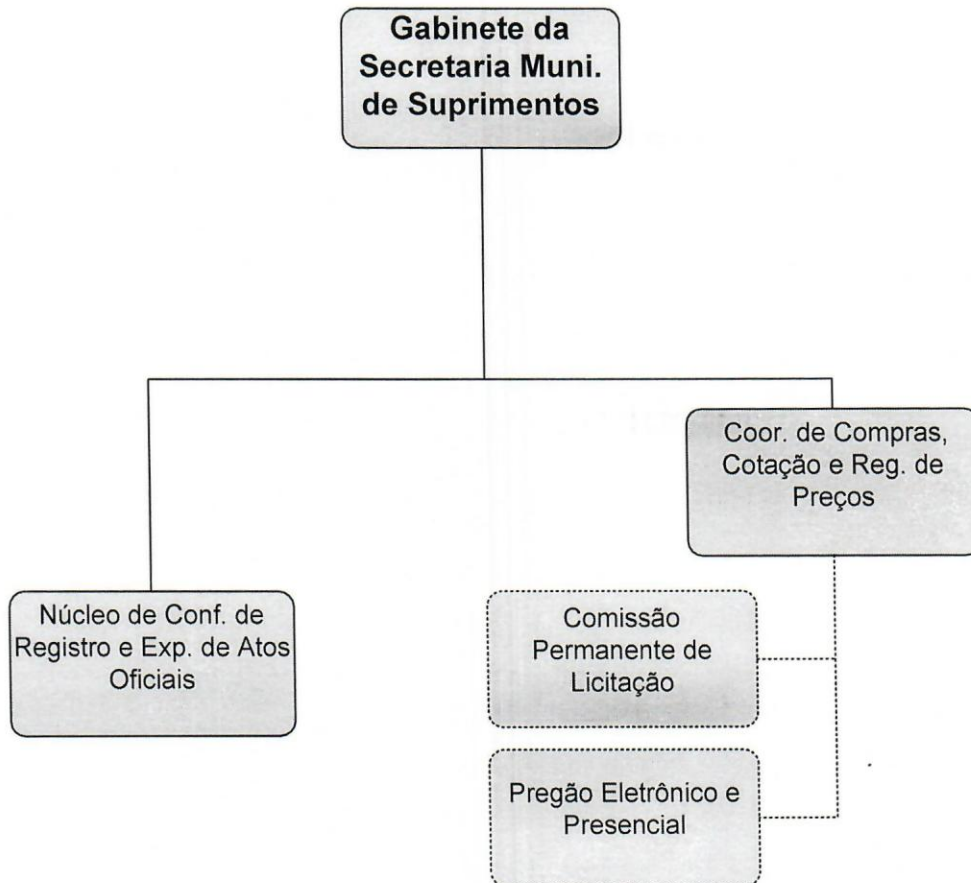 Gabinete da
Secretaria Muni.
de Suprimentos
Coor. de Compras,
Cotação e Reg. de
Preços
Núcleo de Conf. de
Registro e Exp. de Atos
Oficiais
Comissão
Permanente de
Licitação
Pregão Eletrônico e
Presencial